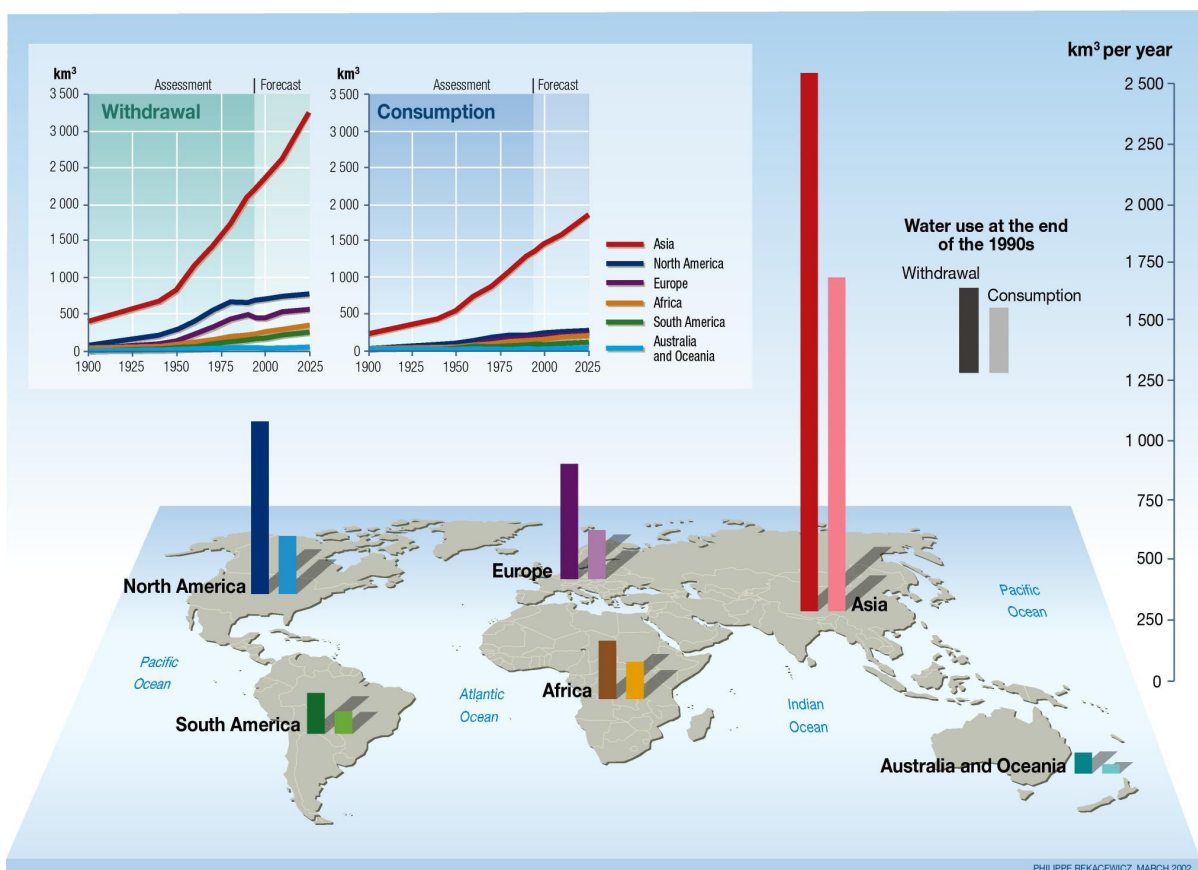 km³
Assessment | Forecast
3 500
Withdrawal
3 000
2 500
2 000
1 500
1 000
500
0
1900 1925 1950 1975 2000 2025
km³
Assessment | Forecast
3 500
Consumption
3 000
2 500
2 000
1 500
1 000
500
0
1900 1925 1950 1975 2000 2025
Asia
North America
Europe
Africa
South America
Australia
and Oceania
km³ per year
2 500
2 250
2 000
1 750
1 500
1 250
1 000
750
500
250
0
Water use at the end
of the 1990s
Withdrawal
Consumption
North America
Europe
Asia
Pacific
Ocean
Pacific
Ocean
Atlantic
Ocean
Africa
Indian
Ocean
South America
Australia and Oceania
PHILIPPE REKACEWICZ, MARCH 2002